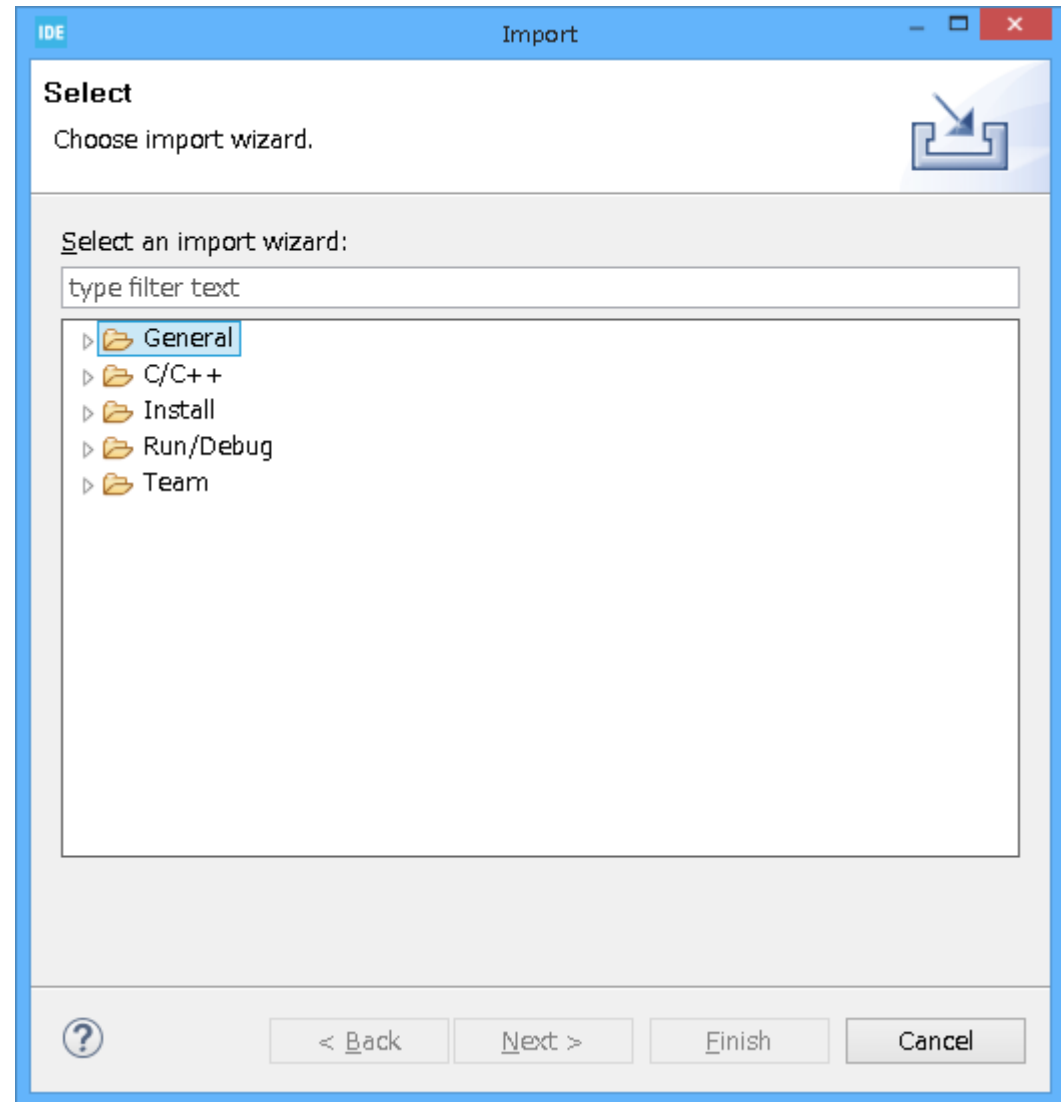 IDE Import
Select
Choose import wizard.
Select an import wizard:
type filter text
General
C/C++
Install
Run/Debug
Team
? < Back Next > Finish Cancel